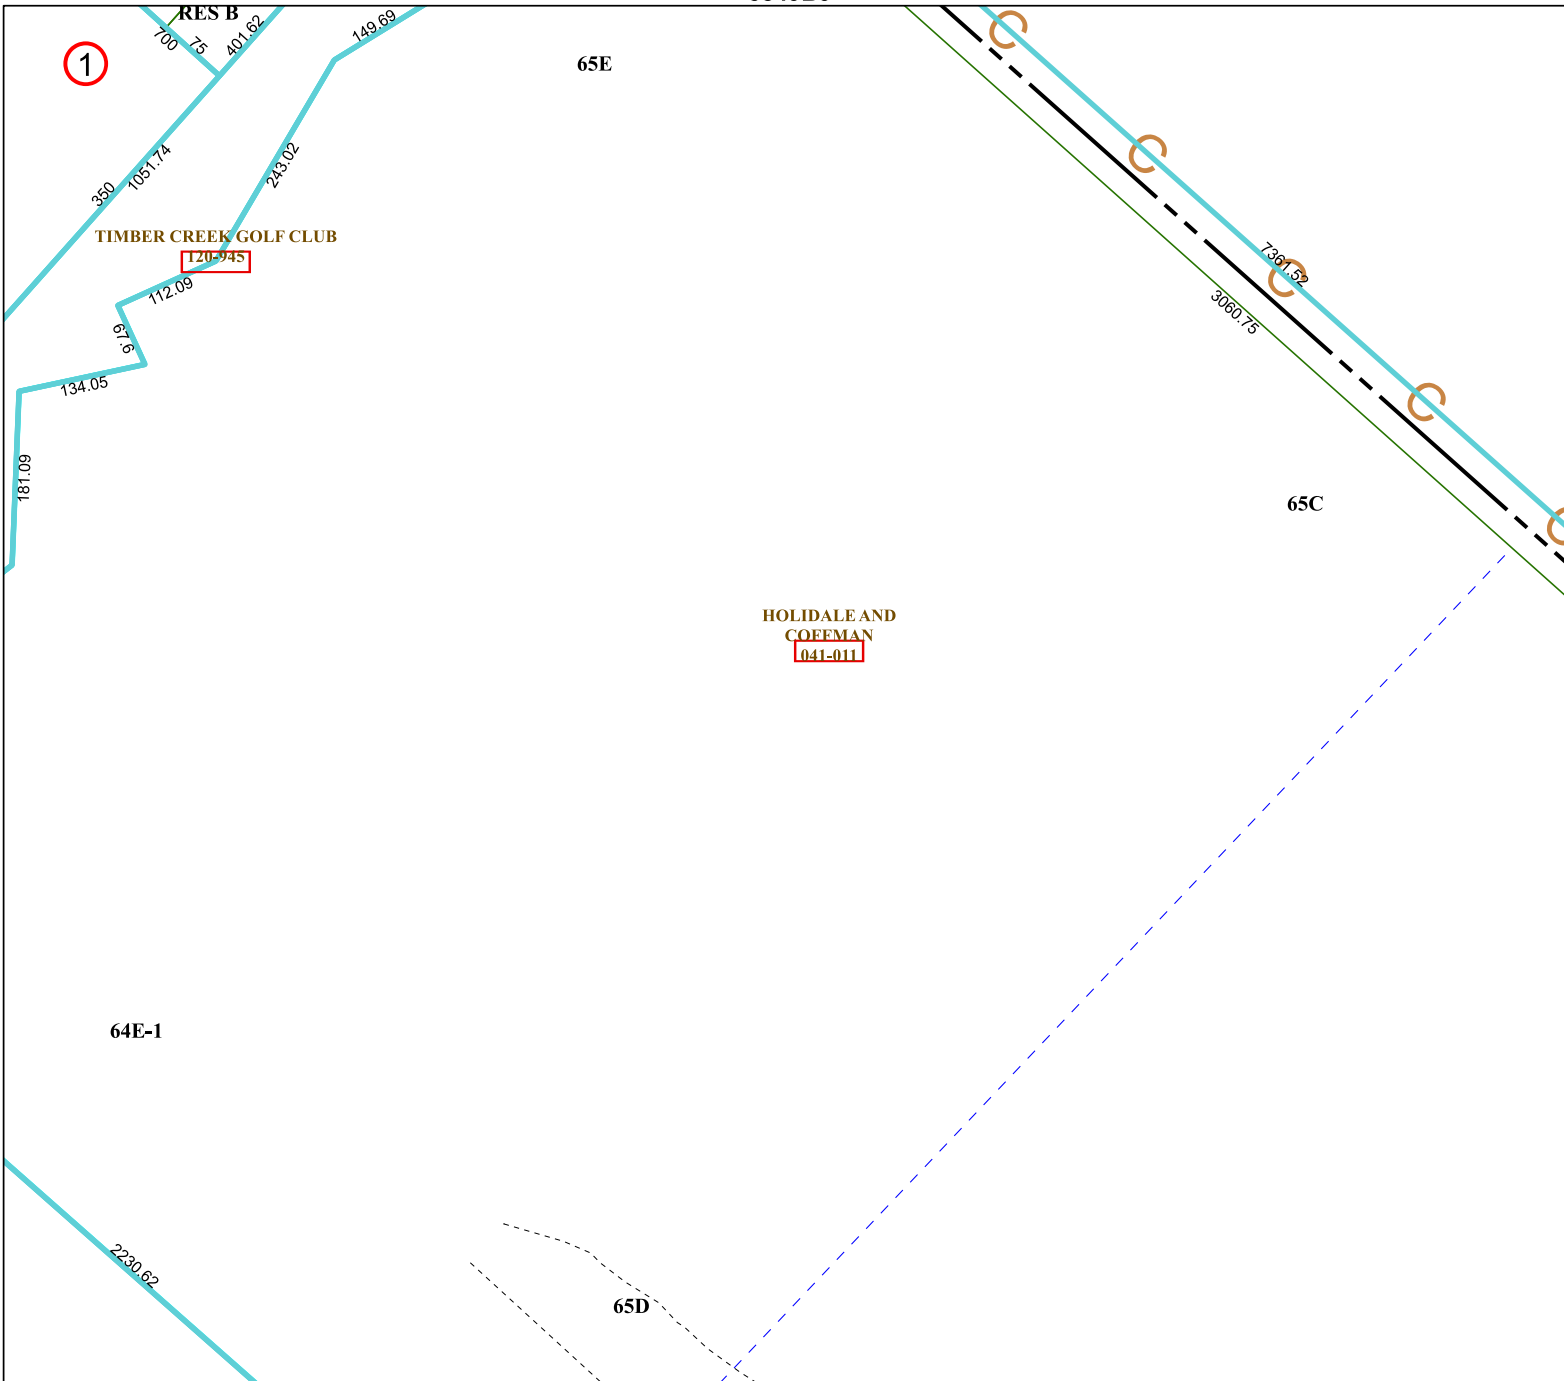 RES B
700
75
401.62
149.69
1
65E
350
1051.74
243.02
TIMBER CREEK GOLF CLUB
120-945
112.09
67.6
134.05
181.09
C
C
C
7361.52
3060.75
C
65C
C
HOLIDALE AND
COFFMAN
041-011
64E-1
2230.62
65D